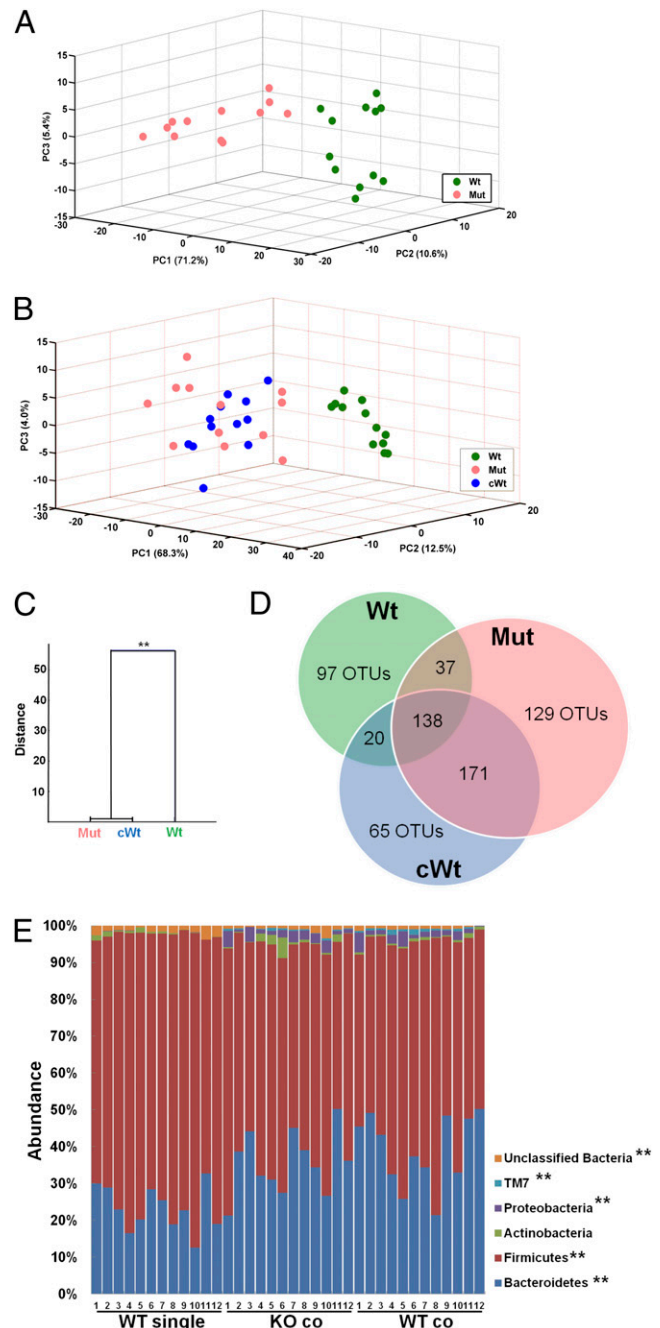 A
15
10
5
0
-5
-10
-15
PC3 (5.4%)
-20
-10
0
10
20
30
PC1 (71.2%)
-20
-10
0
10
20
PC2 (10.6%)
Wt
Mut
B
15
10
5
0
-5
-10
-15
PC3 (4.0%)
-30
-20
-10
0
10
20
30
40
PC1 (68.3%)
-20
-10
0
10
20
PC2 (12.5%)
Wt
Mut
cWt
C
**
50
40
30
20
10
Distance
Mut cWt Wt
D
Wt
Mut
97 OTUs
37
129 OTUs
138
20
171
65 OTUs
cWt
E
100%
90%
80%
70%
60%
50%
40%
30%
20%
10%
0%
Abundance
Unclassified Bacteria **
TM7 **
Proteobacteria **
Actinobacteria
Firmicutes **
Bacteroidetes **
1 2 3 4 5 6 7 8 9 10 11 12 1 2 3 4 5 6 7 8 9 10 11 12 1 2 3 4 5 6 7 8 9 10 11 12
WT single KO co WT co